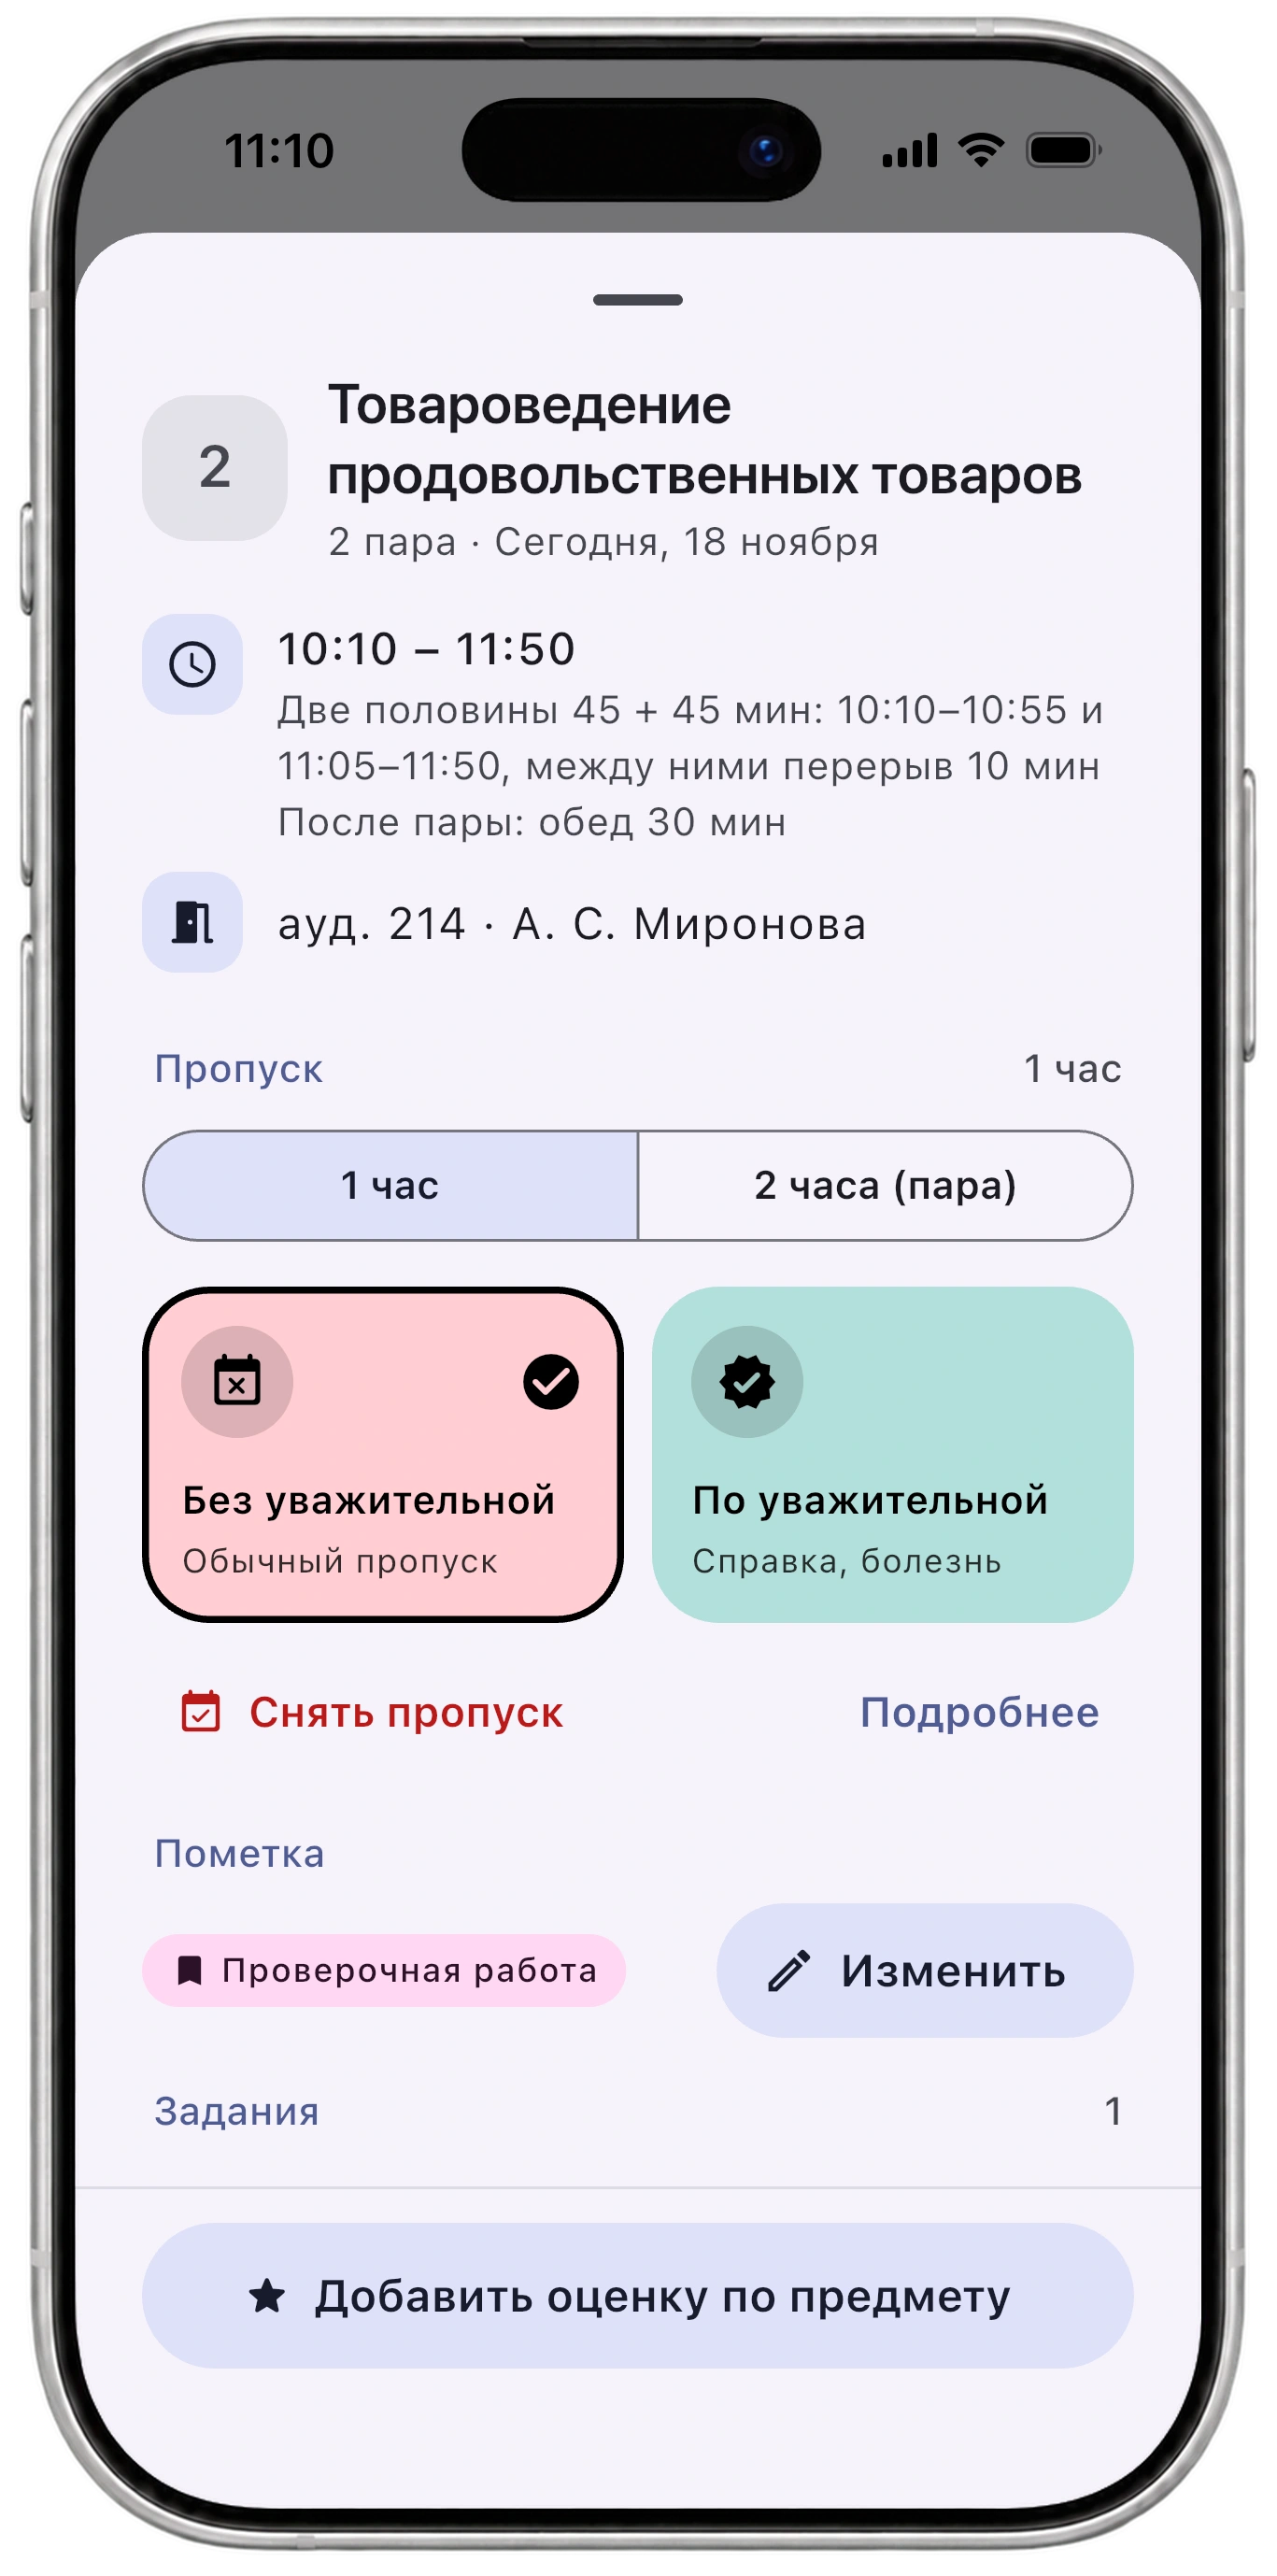 11:10
2
Товароведение
продовольственных товаров
2 пара · Сегодня, 18 ноября
10:10 – 11:50
Две половины 45 + 45 мин: 10:10–10:55 и
11:05–11:50, между ними перерыв 10 мин
После пары: обед 30 мин
ауд. 214 · А. С. Миронова
Пропуск 1 час
1 час 2 часа (пара)
Без уважительной
Обычный пропуск
По уважительной
Справка, болезнь
Снять пропуск Подробнее
Пометка
Проверочная работа Изменить
Задания 1
Добавить оценку по предмету